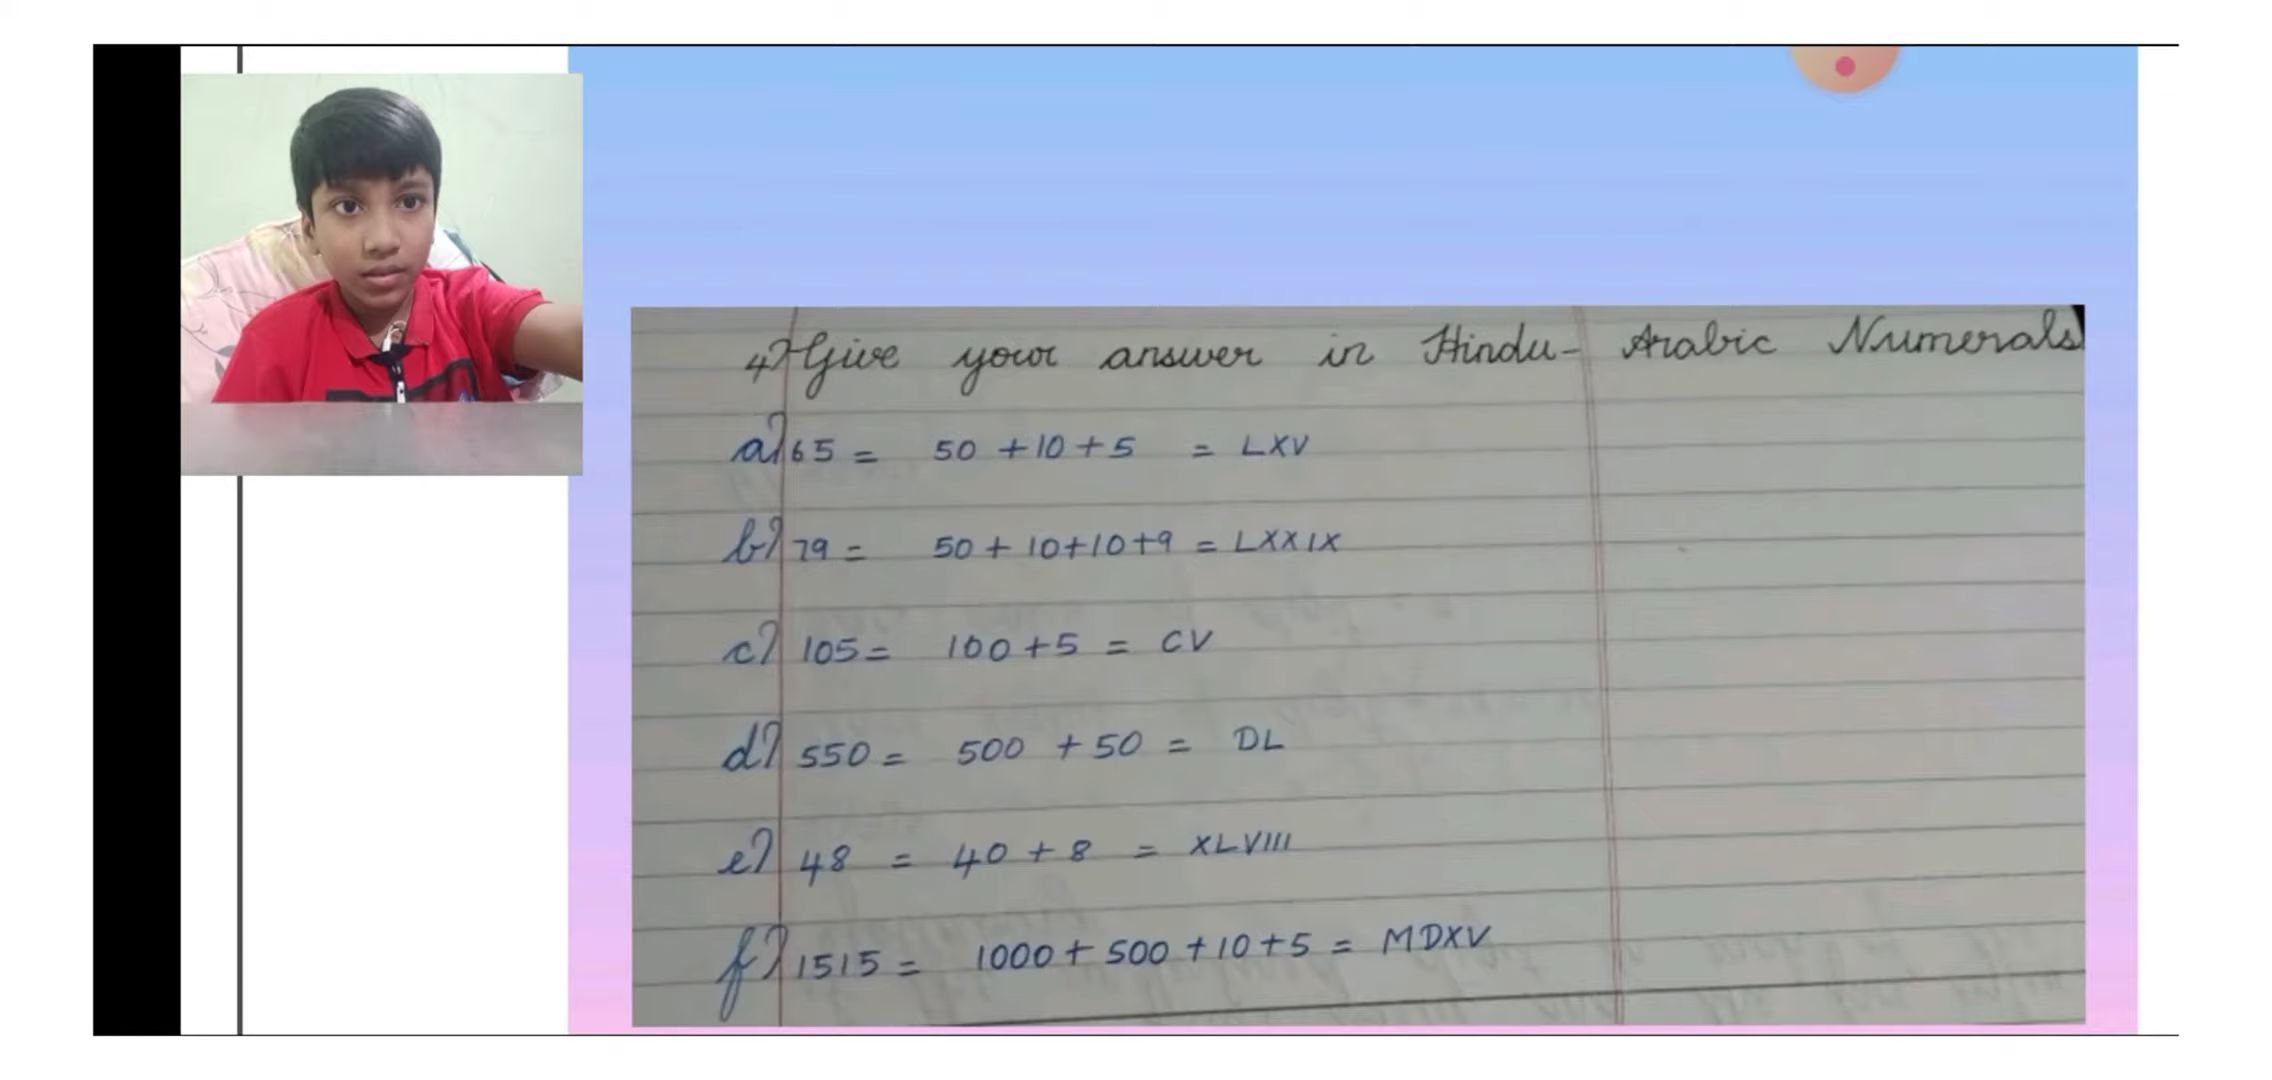 4) Give your answer in Hindu- Arabic Numerals
a) 65 = 50 + 10 + 5 = LXV
b) 79 = 50 + 10 + 10 + 9 = LXXIX
c) 105 = 100 + 5 = CV
d) 550 = 500 + 50 = DL
e) 48 = 40 + 8 = XLVIII
f) 1515 = 1000 + 500 + 10 + 5 = MDXV